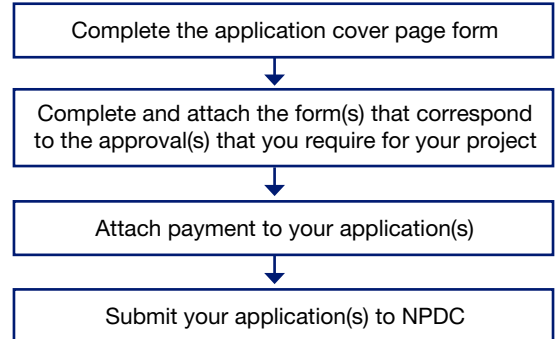 Complete the application cover page form
Complete and attach the form(s) that correspond
to the approval(s) that you require for your project
Attach payment to your application(s)
Submit your application(s) to NPDC